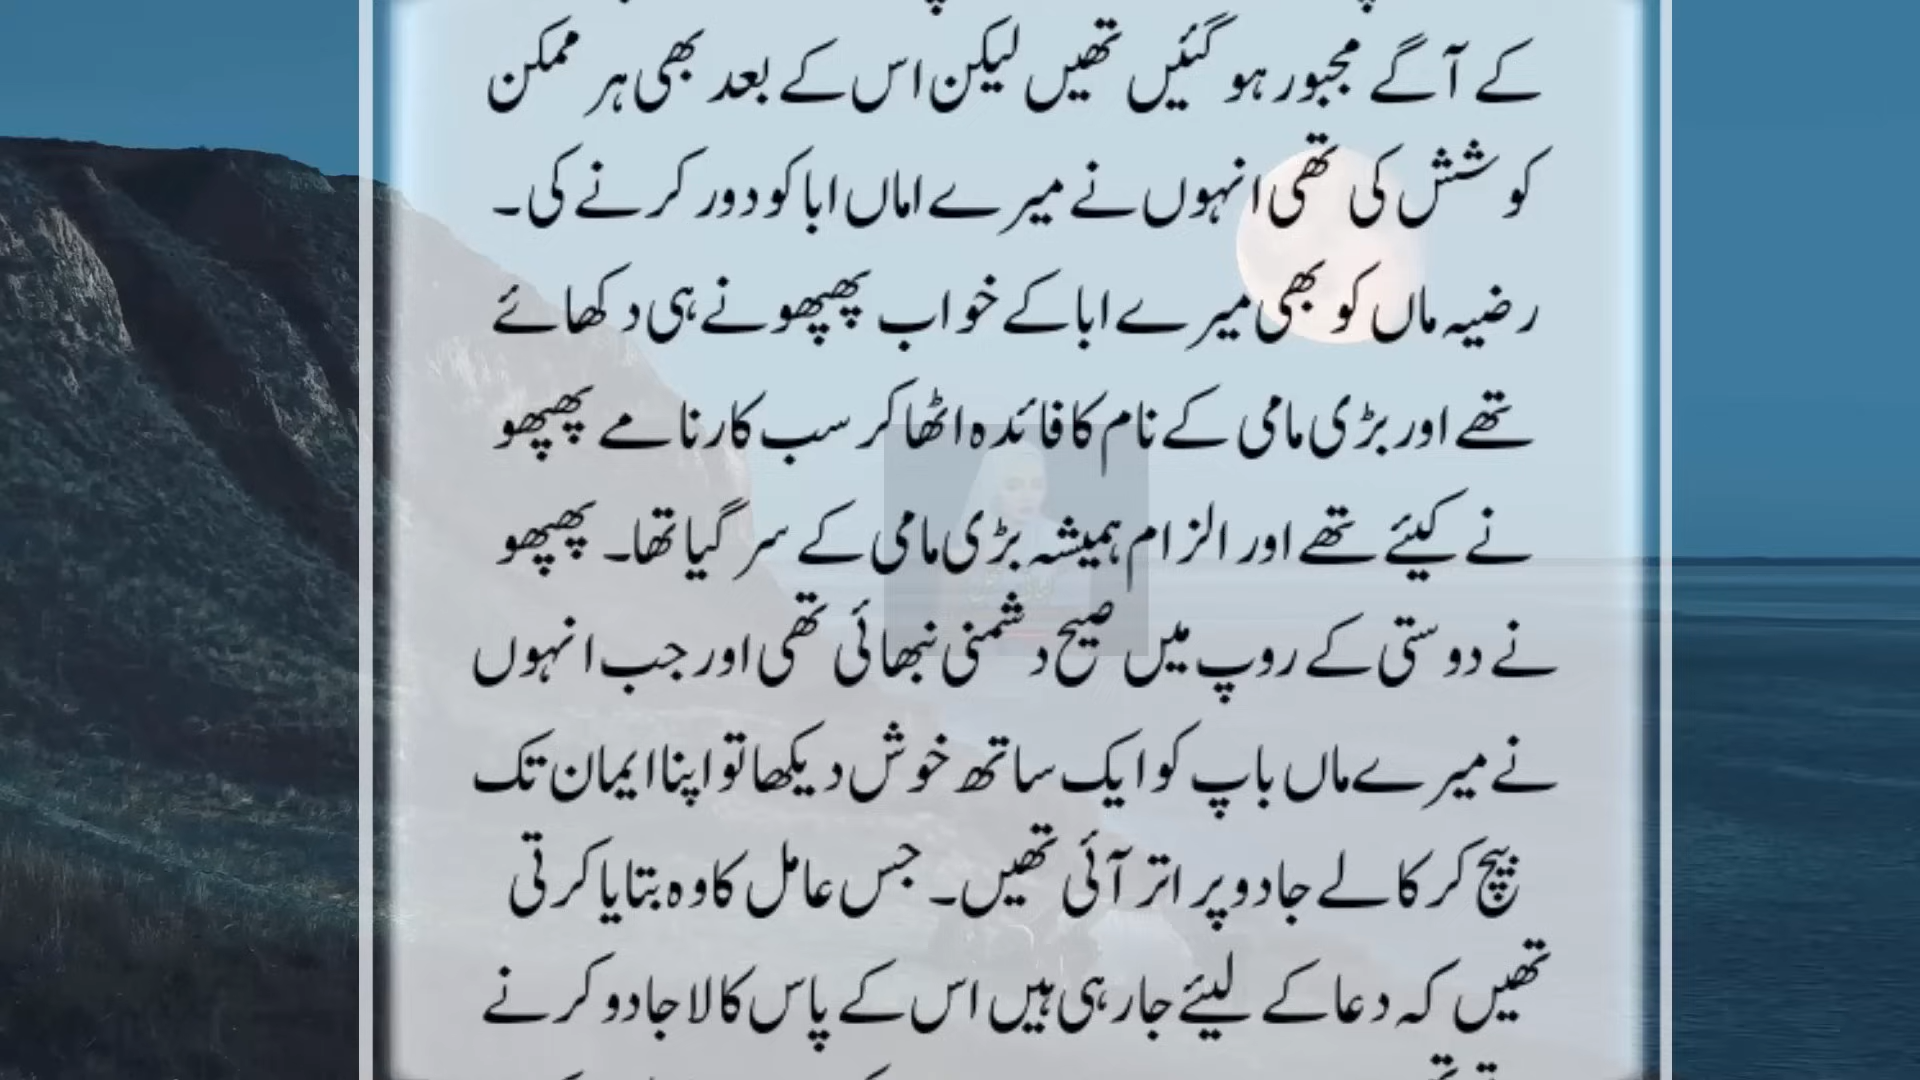 کے آگے مجبور ہو گئیں تھیں لیکن اس کے بعد بھی ہر ممکن
کوشش کی تھی انہوں نے میرے اماں ابا کو دور کرنے کی۔
رضیہ ماں کو بھی میرے ابا کے خواب پھپھو نے ہی دکھائے
تھے اور بڑی مامی کے نام کا فائدہ اٹھا کر سب کارنامے پھپھو
نے کیئے تھے اور الزام ہمیشہ بڑی مامی کے سر گیا تھا۔ پھپھو
نے دوستی کے روپ میں صیح دشمنی نبھائی تھی اور جب انہوں
نے میرے ماں باپ کو ایک ساتھ خوش دیکھا تو اپنا ایمان تک
بیچ کر کالے جادو پر اتر آئی تھیں۔ جس عامل کا وہ بتایا کرتی
تھیں کہ دعا کے لیئے جا رہی ہیں اس کے پاس کالا جادو کرنے